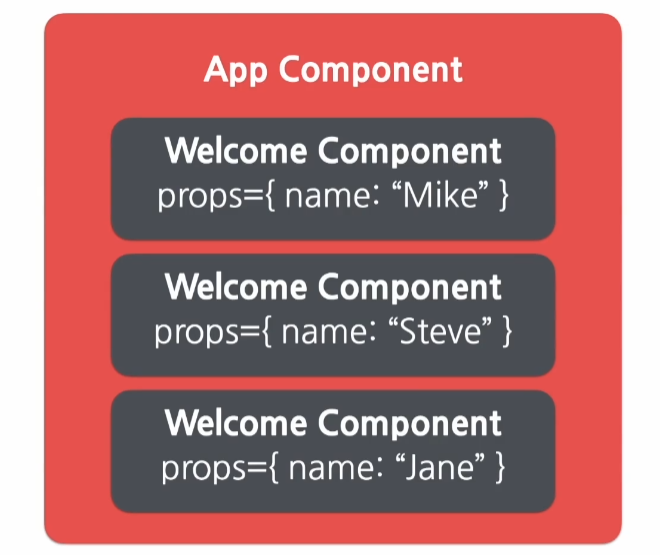 App Component
Welcome Component
props={ name: “Mike” }
Welcome Component
props={ name: “Steve” }
Welcome Component
props={ name: “Jane” }